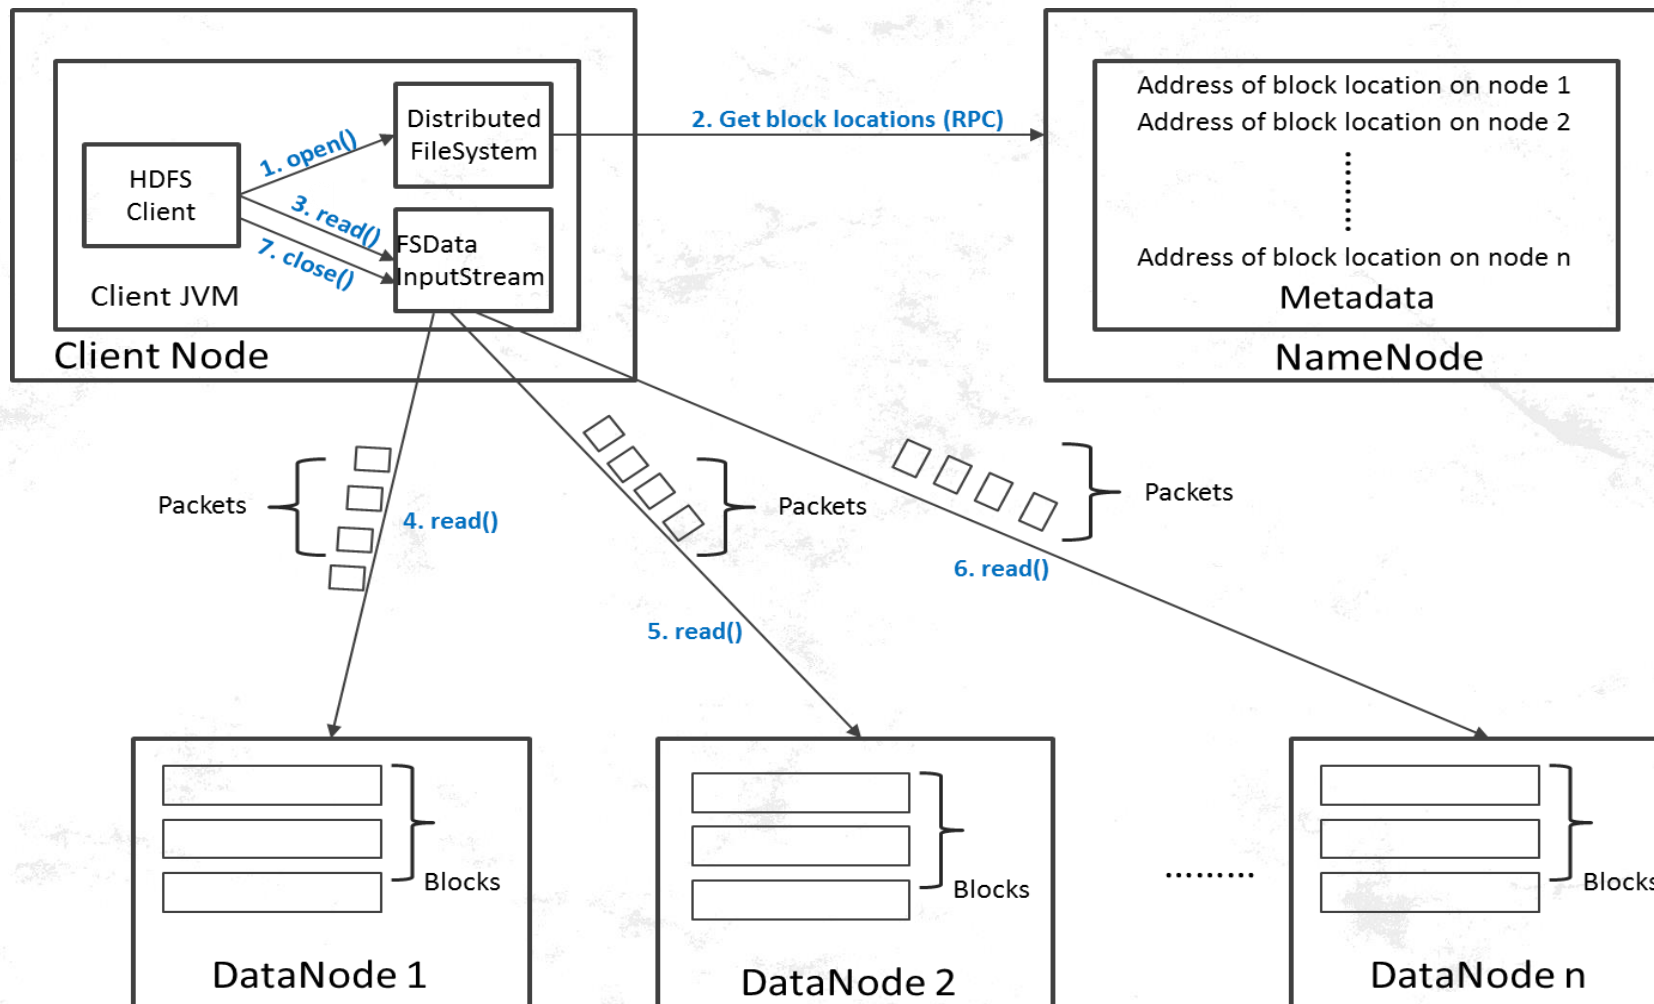 Distributed
FileSystem
HDFS
Client
1. open()
3. read()
7. close()
FSData
InputStream
Client JVM
Client Node
2. Get block locations (RPC)
Address of block location on node 1
Address of block location on node 2
Address of block location on node n
Metadata
NameNode
Packets
4. read()
Packets
5. read()
Packets
6. read()
Blocks
DataNode 1
Blocks
DataNode 2
.........
Blocks
DataNode n